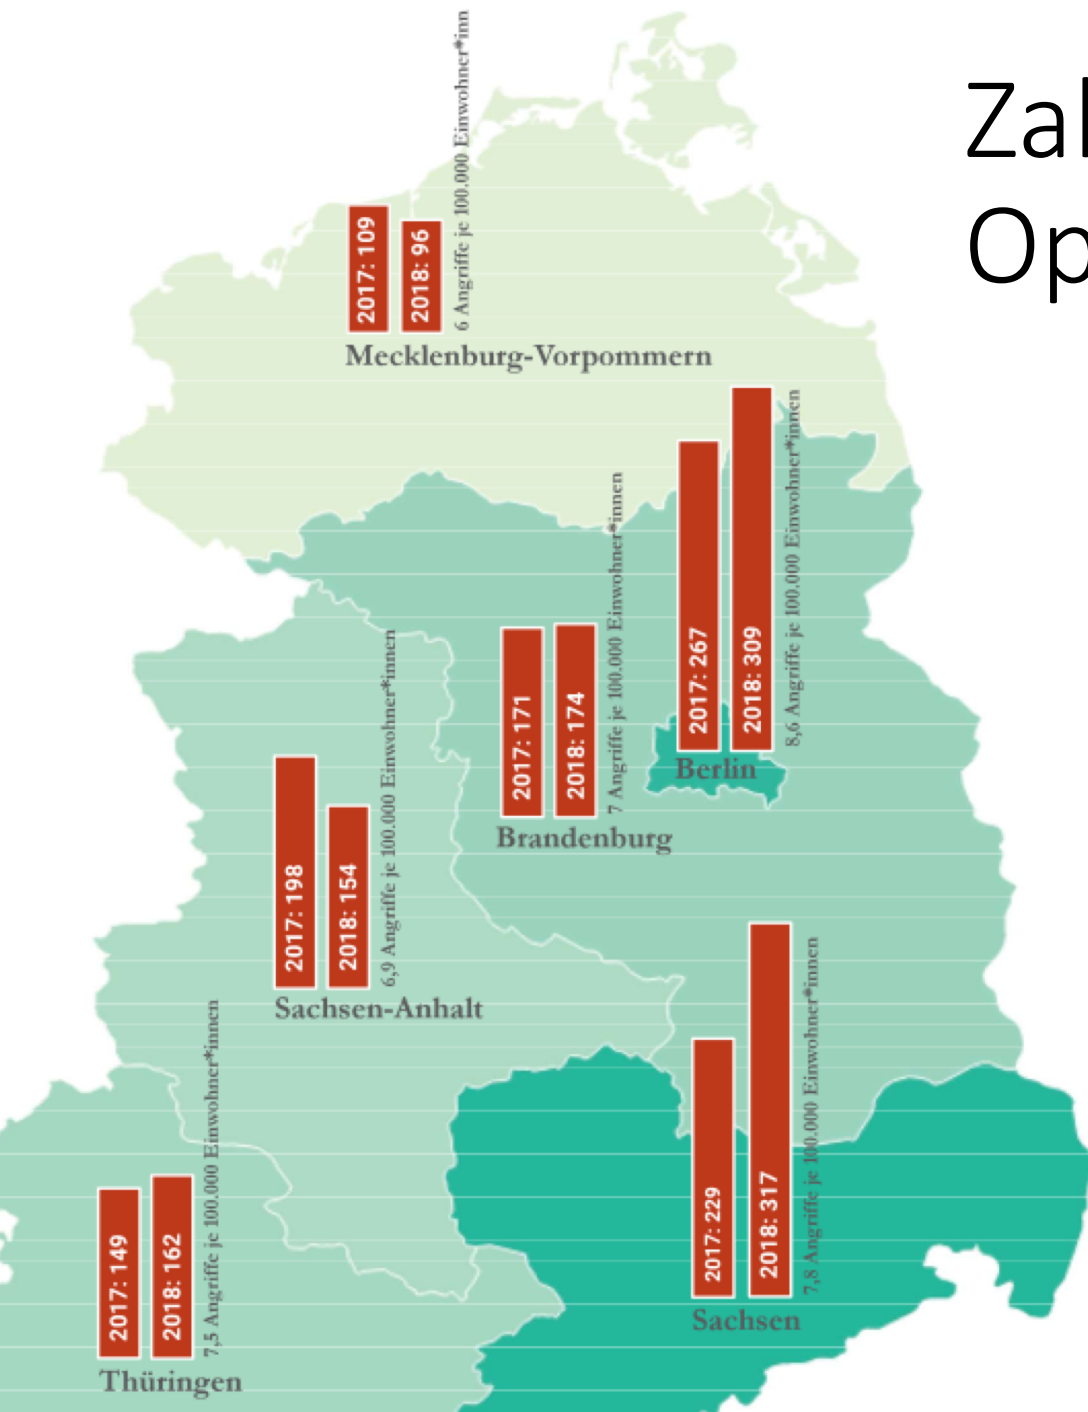 Zal
Op
2017: 109
2018: 96
6 Angriffe je 100.000 Einwohner*inn
Mecklenburg-Vorpommern
2017: 267
2018: 309
8,6 Angriffe je 100.000 Einwohner*innen
Berlin
2017: 171
2018: 174
7 Angriffe je 100.000 Einwohner*innen
Brandenburg
2017: 198
2018: 154
6,9 Angriffe je 100.000 Einwohner*innen
Sachsen-Anhalt
2017: 229
2018: 317
7,8 Angriffe je 100.000 Einwohner*innen
Sachsen
2017: 149
2018: 162
7,5 Angriffe je 100.000 Einwohner*innen
Thüringen